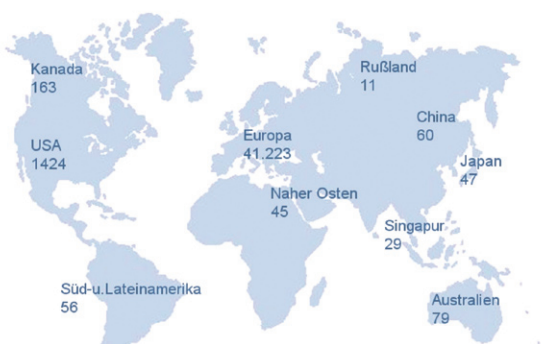 Kanada
163
Rußland
11
China
60
Europa
41.223
USA
1424
Japan
47
Naher Osten
45
Singapur
29
Süd-u.Lateinamerika
56
Australien
79